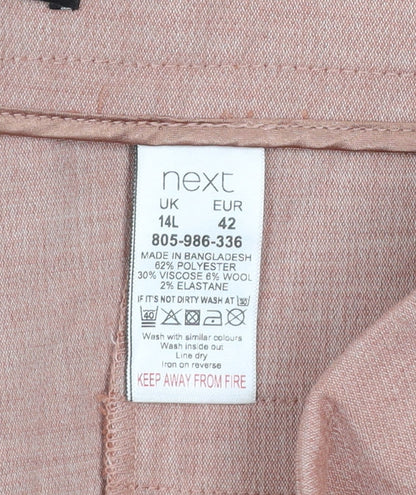 next
UK EUR
14L 42
805-986-336
MADE IN BANGLADESH
62% POLYESTER
30% VISCOSE 6% WOOL
2% ELASTANE
IF IT'S NOT DIRTY WASH AT 30
40
Wash with similar colours
Wash inside out
Line dry
Iron on reverse
KEEP AWAY FROM FIRE